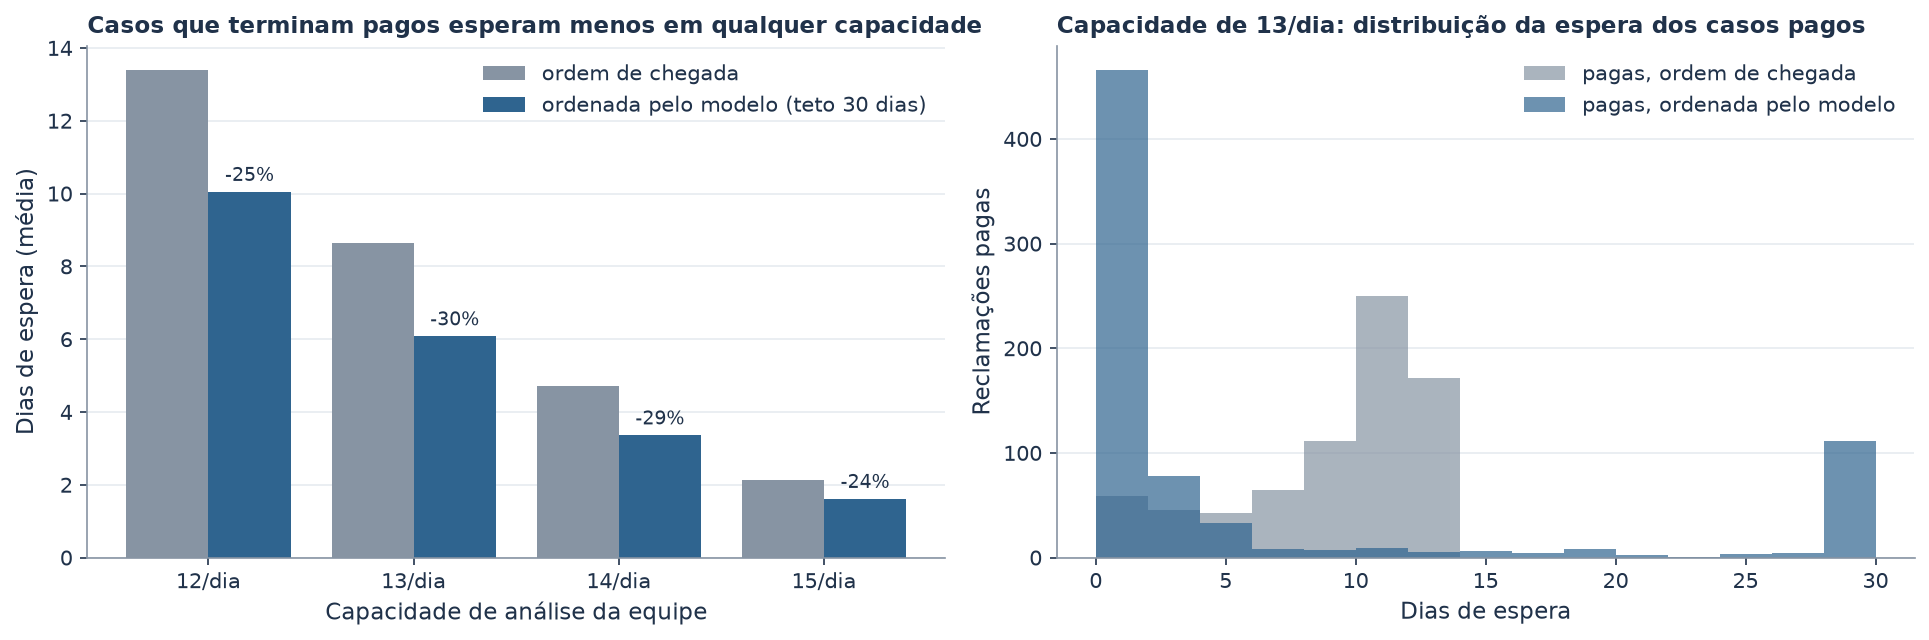 Casos que terminam pagos esperam menos em qualquer capacidade
ordem de chegada
ordenada pelo modelo (teto 30 dias)
Dias de espera (média)
14
12
10
8
6
4
2
0
-25%
-30%
-29%
-24%
12/dia
13/dia
14/dia
15/dia
Capacidade de análise da equipe
Capacidade de 13/dia: distribuição da espera dos casos pagos
pagas, ordem de chegada
pagas, ordenada pelo modelo
Reclamações pagas
400
300
200
100
0
0
5
10
15
20
25
30
Dias de espera